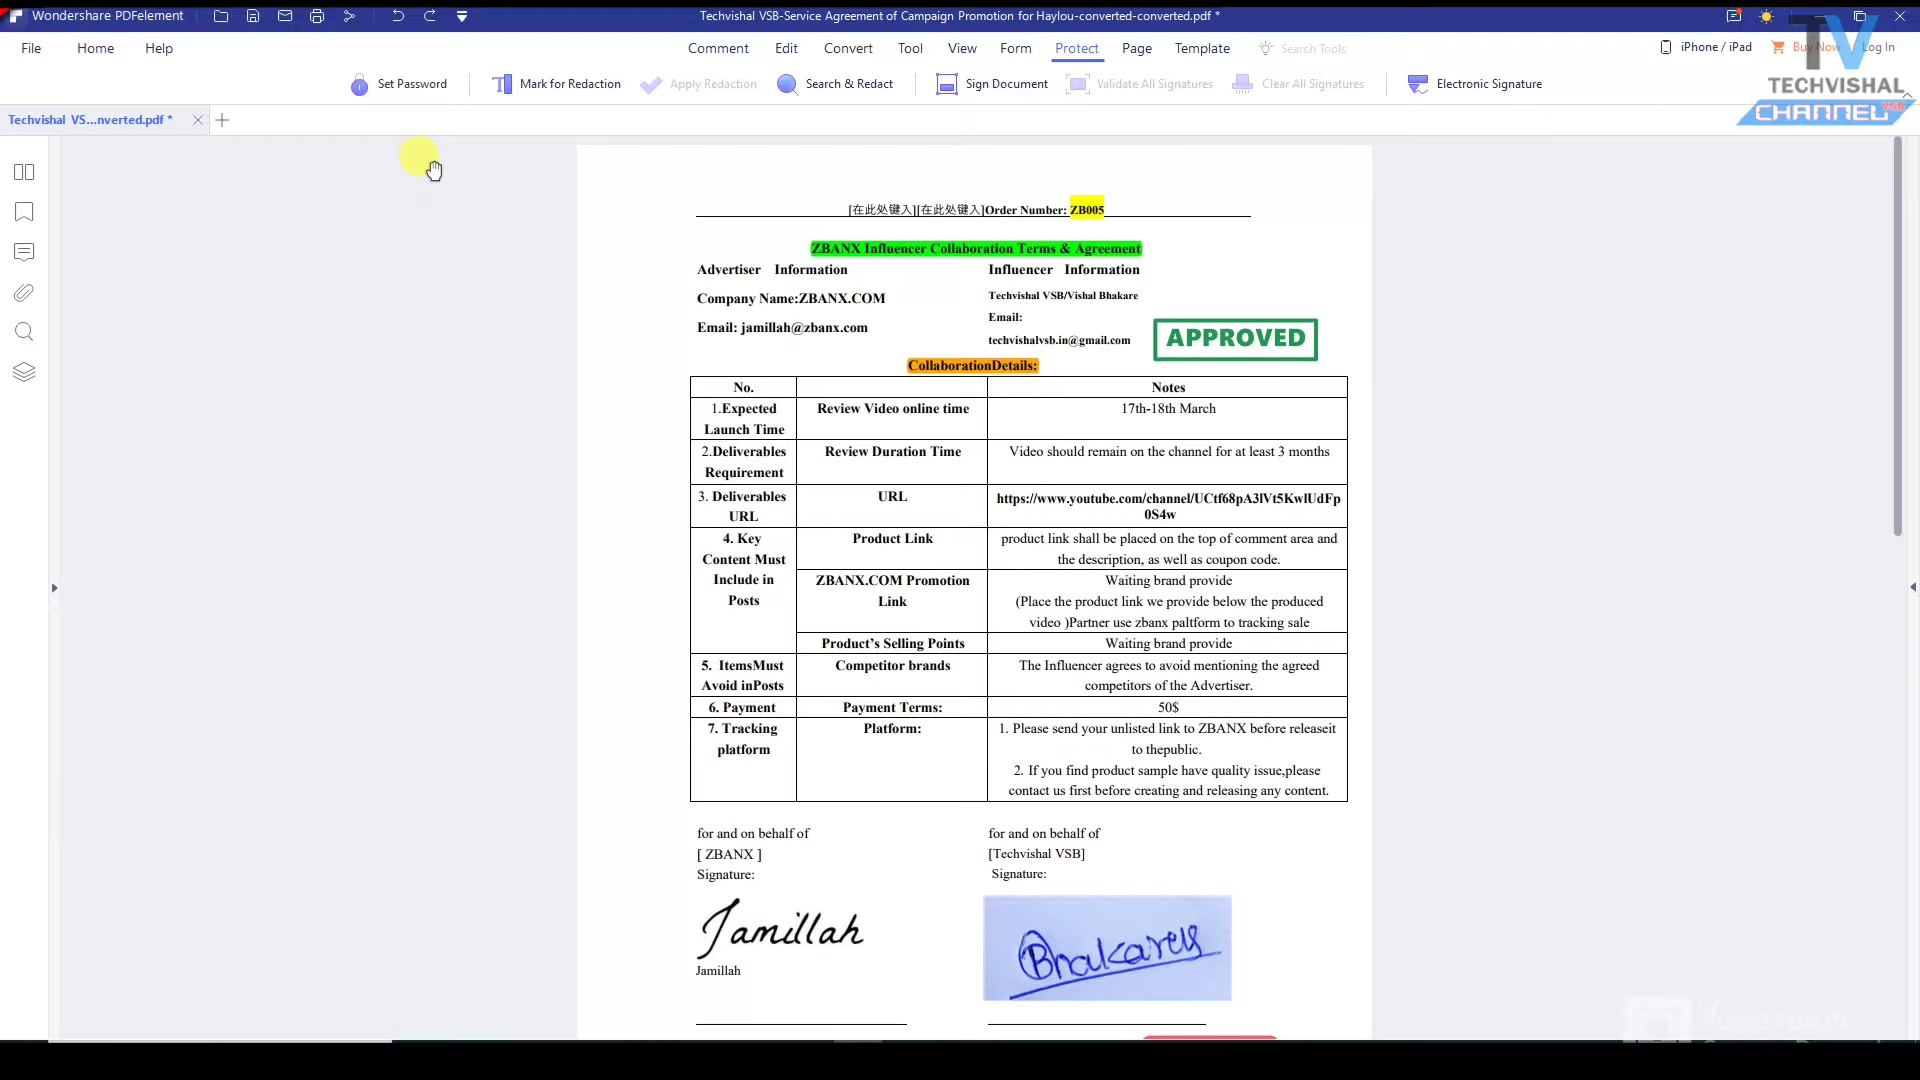 Wondershare PDFelement
Techvishal VSB-Service Agreement of Campaign Promotion for Haylou-converted-converted.pdf *
File Home Help Comment Edit Convert Organize Tool View Form Protect Page Template Search Tools iPhone / iPad Buy Now Log In
Set Password Mark for Redaction Apply Redaction Search & Redact Sign Document Validate All Signatures Clear All Signatures Electronic Signature
TV
TECHVISHAL
VSB
CHANNEL
Techvishal VS...nverted.pdf *
[在此处键入][在此处键入]Order Number: ZB005
ZBANX Influencer Collaboration Terms & Agreement
Advertiser Information
Influencer Information
Company Name:ZBANX.COM
Techvishal VSB/Vishal Bhakare
Email: jamillah@zbanx.com
Email:
techvishalvsb.in@gmail.com
APPROVED
CollaborationDetails:
No. Notes
1.Expected
Launch Time
Review Video online time
17th-18th March
2.Deliverables
Requirement
Review Duration Time
Video should remain on the channel for at least 3 months
3. Deliverables
URL
URL
https://www.youtube.com/channel/UCtf68pA3lVt5KwlUdFp
0S4w
4. Key
Content Must
Include in
Posts
Product Link
product link shall be placed on the top of comment area and
the description, as well as coupon code.
ZBANX.COM Promotion
Link
Waiting brand provide
(Place the product link we provide below the produced
video )Partner use zbanx paltform to tracking sale
Product's Selling Points
Waiting brand provide
5. ItemsMust
Avoid inPosts
Competitor brands
The Influencer agrees to avoid mentioning the agreed
competitors of the Advertiser.
6. Payment
Payment Terms:
50$
7. Tracking
platform
Platform:
1. Please send your unlisted link to ZBANX before releaseit
to thepublic.
2. If you find product sample have quality issue,please
contact us first before creating and releasing any content.
for and on behalf of
[ ZBANX ]
Signature:
Jamillah
Jamillah
for and on behalf of
[Techvishal VSB]
Signature: